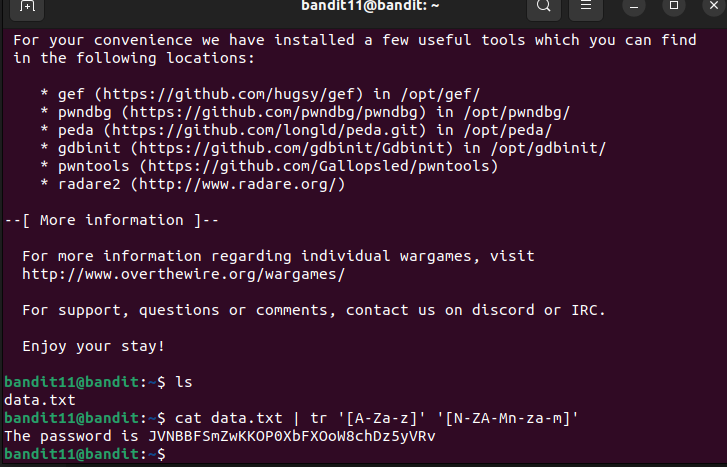 bandit11@bandit: ~
For your convenience we have installed a few useful tools which you can find
in the following locations:
* gef (https://github.com/hugsy/gef) in /opt/gef/
* pwndbg (https://github.com/pwndbg/pwndbg) in /opt/pwndbg/
* peda (https://github.com/longld/peda.git) in /opt/peda/
* gdbinit (https://github.com/gdbinit/Gdbinit) in /opt/gdbinit/
* pwntools (https://github.com/Gallopsled/pwntools)
* radare2 (http://www.radare.org/)
--[ More information ]--
For more information regarding individual wargames, visit
http://www.overthewire.org/wargames/
For support, questions or comments, contact us on discord or IRC.
Enjoy your stay!
bandit11@bandit:~$ ls
data.txt
bandit11@bandit:~$ cat data.txt | tr '[A-Za-z]' '[N-ZA-Mn-za-m]'
The password is JVNBBFSmZwKKOP0XbFXOoW8chDz5yVRv
bandit11@bandit:~$